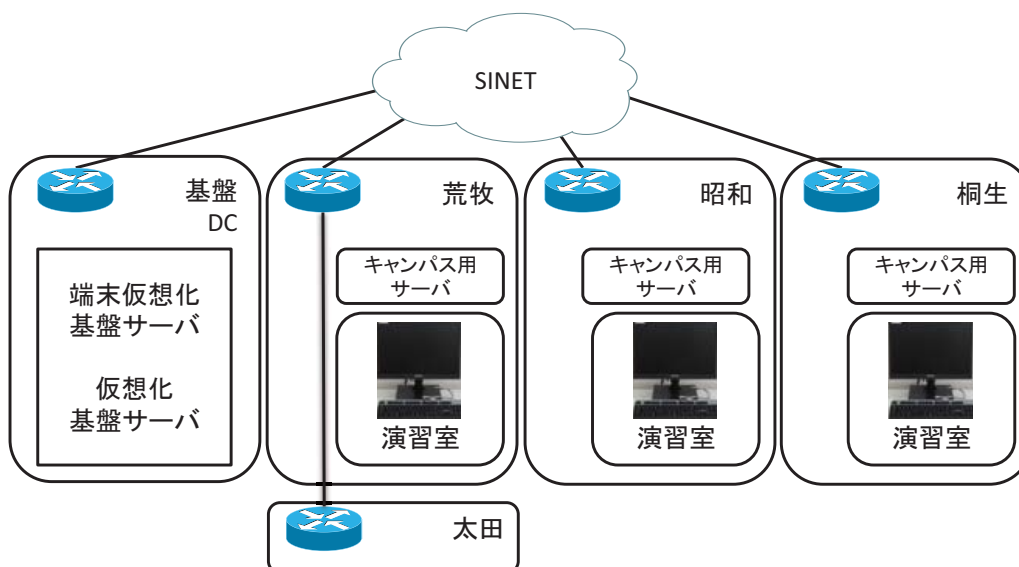 SINET
基盤
DC
端末仮想化
基盤サーバ
仮想化
基盤サーバ
荒牧
キャンパス用
サーバ
演習室
昭和
キャンパス用
サーバ
演習室
桐生
キャンパス用
サーバ
演習室
太田